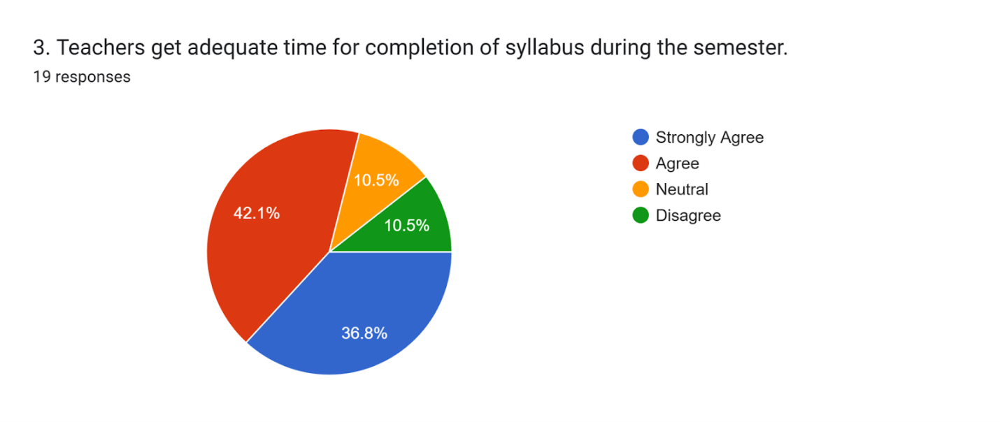 3. Teachers get adequate time for completion of syllabus during the semester.
19 responses
Strongly Agree
Agree
Neutral
Disagree
10.5%
42.1%
10.5%
36.8%